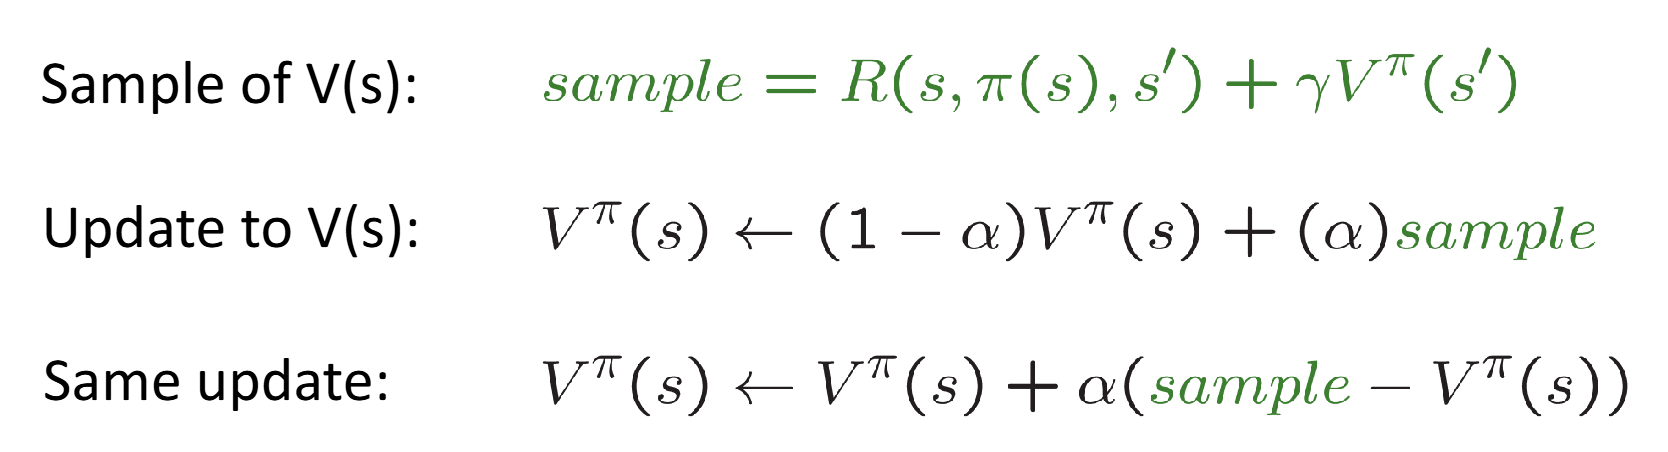 Sample of V(s): sample = R(s, π(s), s′) + γV^π(s′)
Update to V(s): V^π(s) ← (1 − α)V^π(s) + (α)sample
Same update: V^π(s) ← V^π(s) + α(sample − V^π(s))